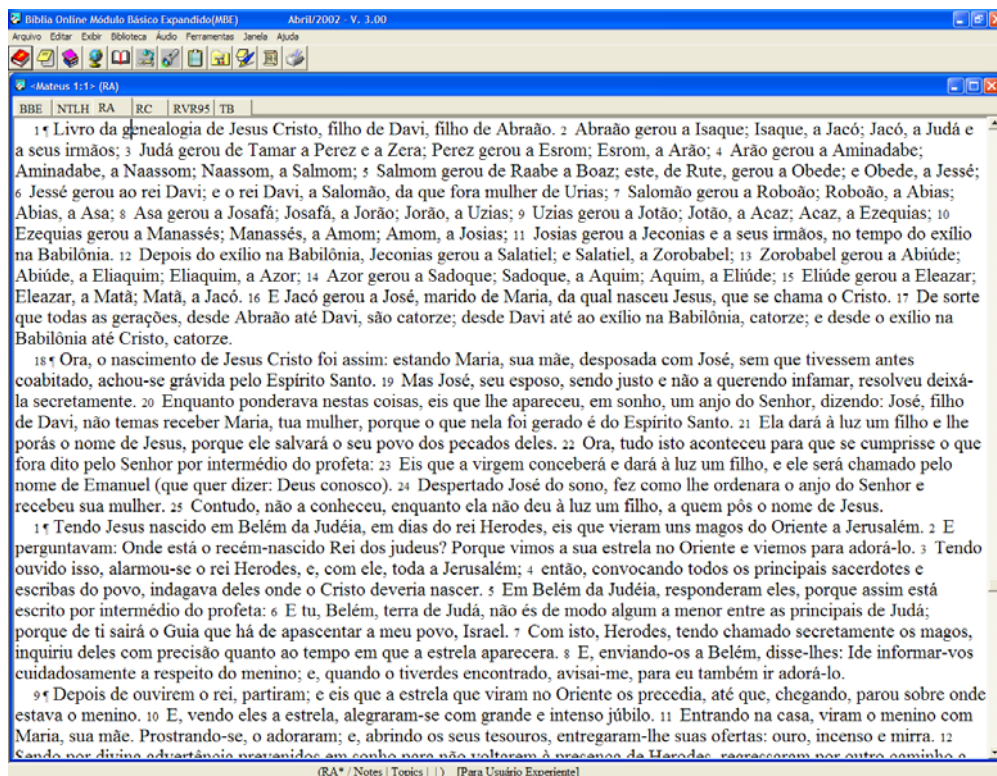 Bíblia Online Módulo Básico Expandido(MBE) Abril/2002 - V. 3.00
Arquivo Editar Exibir Biblioteca Áudio Ferramentas Janela Ajuda
<Mateus 1:1> (RA)
BBE NTLH RA RC RVR95 TB
1 ¶ Livro da genealogia de Jesus Cristo, filho de Davi, filho de Abraão. 2 Abraão gerou a Isaque; Isaque, a Jacó; Jacó, a Judá e
a seus irmãos; 3 Judá gerou de Tamar a Perez e a Zera; Perez gerou a Esrom; Esrom, a Arão; 4 Arão gerou a Aminadabe;
Aminadabe, a Naassom; Naassom, a Salmom; 5 Salmom gerou de Raabe a Boaz; este, de Rute, gerou a Obede; e Obede, a Jessé;
6 Jessé gerou ao rei Davi; e o rei Davi, a Salomão, da que fora mulher de Urias; 7 Salomão gerou a Roboão; Roboão, a Abias;
Abias, a Asa; 8 Asa gerou a Josafá; Josafá, a Jorão; Jorão, a Uzias; 9 Uzias gerou a Jotão; Jotão, a Acaz; Acaz, a Ezequias; 10
Ezequias gerou a Manassés; Manassés, a Amom; Amom, a Josias; 11 Josias gerou a Jeconias e a seus irmãos, no tempo do exílio
na Babilônia. 12 Depois do exílio na Babilônia, Jeconias gerou a Salatiel; e Salatiel, a Zorobabel; 13 Zorobabel gerou a Abiúde;
Abiúde, a Eliaquim; Eliaquim, a Azor; 14 Azor gerou a Sadoque; Sadoque, a Aquim; Aquim, a Eliúde; 15 Eliúde gerou a Eleazar;
Eleazar, a Matã; Matã, a Jacó. 16 E Jacó gerou a José, marido de Maria, da qual nasceu Jesus, que se chama o Cristo. 17 De sorte
que todas as gerações, desde Abraão até Davi, são catorze; desde Davi até ao exílio na Babilônia, catorze; e desde o exílio na
Babilônia até Cristo, catorze.
18 ¶ Ora, o nascimento de Jesus Cristo foi assim: estando Maria, sua mãe, desposada com José, sem que tivessem antes
coabitado, achou-se grávida pelo Espírito Santo. 19 Mas José, seu esposo, sendo justo e não a querendo infamar, resolveu deixá-
la secretamente. 20 Enquanto ponderava nestas coisas, eis que lhe apareceu, em sonho, um anjo do Senhor, dizendo: José, filho
de Davi, não temas receber Maria, tua mulher, porque o que nela foi gerado é do Espírito Santo. 21 Ela dará à luz um filho e lhe
porás o nome de Jesus, porque ele salvará o seu povo dos pecados deles. 22 Ora, tudo isto aconteceu para que se cumprisse o que
fora dito pelo Senhor por intermédio do profeta: 23 Eis que a virgem conceberá e dará à luz um filho, e ele será chamado pelo
nome de Emanuel (que quer dizer: Deus conosco). 24 Despertado José do sono, fez como lhe ordenara o anjo do Senhor e
recebeu sua mulher. 25 Contudo, não a conheceu, enquanto ela não deu à luz um filho, a quem pôs o nome de Jesus.
1 ¶ Tendo Jesus nascido em Belém da Judéia, em dias do rei Herodes, eis que vieram uns magos do Oriente a Jerusalém. 2 E
perguntavam: Onde está o recém-nascido Rei dos judeus? Porque vimos a sua estrela no Oriente e viemos para adorá-lo. 3 Tendo
ouvido isso, alarmou-se o rei Herodes, e, com ele, toda a Jerusalém; 4 então, convocando todos os principais sacerdotes e
escribas do povo, indagava deles onde o Cristo deveria nascer. 5 Em Belém da Judéia, responderam eles, porque assim está
escrito por intermédio do profeta: 6 E tu, Belém, terra de Judá, não és de modo algum a menor entre as principais de Judá;
porque de ti sairá o Guia que há de apascentar a meu povo, Israel. 7 Com isto, Herodes, tendo chamado secretamente os magos,
inquiriu deles com precisão quanto ao tempo em que a estrela aparecera. 8 E, enviando-os a Belém, disse-lhes: Ide informar-vos
cuidadosamente a respeito do menino; e, quando o tiverdes encontrado, avisai-me, para eu também ir adorá-lo.
9 ¶ Depois de ouvirem o rei, partiram; e eis que a estrela que viram no Oriente os precedia, até que, chegando, parou sobre onde
estava o menino. 10 E, vendo eles a estrela, alegraram-se com grande e intenso júbilo. 11 Entrando na casa, viram o menino com
Maria, sua mãe. Prostrando-se, o adoraram; e, abrindo os seus tesouros, entregaram-lhe suas ofertas: ouro, incenso e mirra. 12
Sendo por divina advertência prevenidos em sonho para não voltarem à presença de Herodes, regressaram por outro caminho a
(RA* / Notes | Topics | | ) [Para Usuário Experiente]